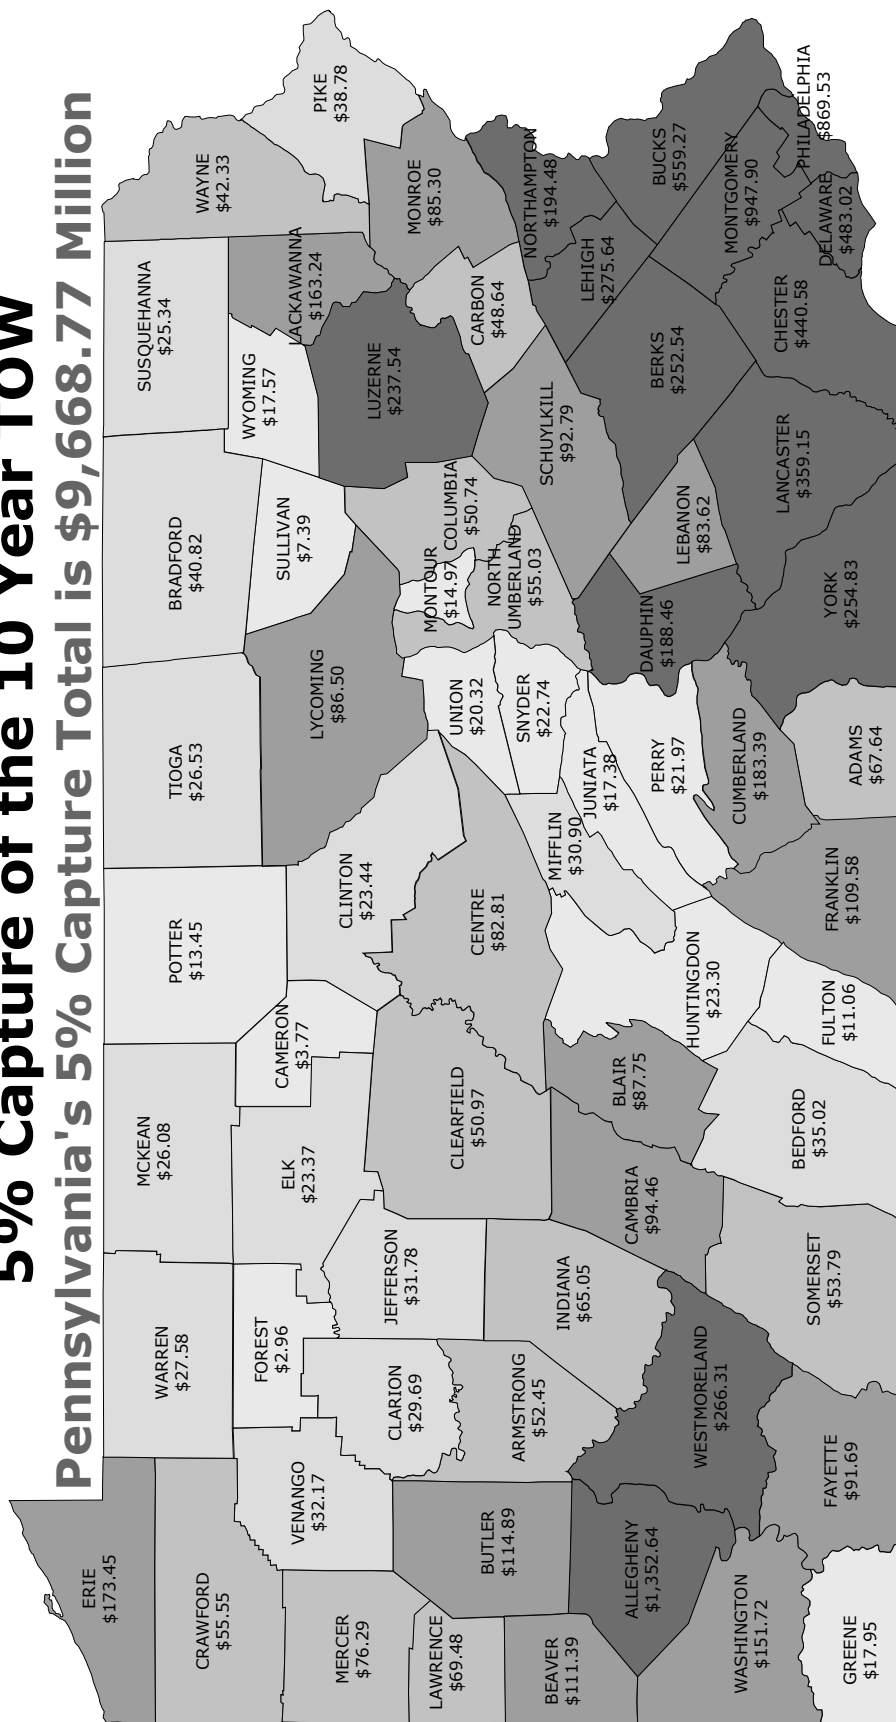 5% Capture of the 10 Year TOW
Pennsylvania's 5% Capture Total is $9,668.77 Million
ERIE
$173.45
CRAWFORD
$55.55
WARREN
$27.58
MCKEAN
$26.08
POTTER
$13.45
TIOGA
$26.53
BRADFORD
$40.82
SUSQUEHANNA
$25.34
WAYNE
$42.33
PIKE
$38.78
WYOMING
$17.57
LACKAWANNA
$163.24
SULLIVAN
$7.39
CAMERON
$3.77
ELK
$23.37
FOREST
$2.96
VENANGO
$32.17
MERCER
$76.29
LYCOMING
$86.50
CLINTON
$23.44
LUZERNE
$237.54
MONROE
$85.30
JEFFERSON
$31.78
CLARION
$29.69
CLEARFIELD
$50.97
CENTRE
$82.81
UNION
$20.32
MONTOUR
$14.97
COLUMBIA
$50.74
CARBON
$48.64
LAWRENCE
$69.48
BUTLER
$114.89
ARMSTRONG
$52.45
INDIANA
$65.05
SNYDER
$22.74
NORTH
UMBERLAND
$55.03
SCHUYLKILL
$92.79
NORTHAMPTON
$194.48
LEHIGH
$275.64
BEAVER
$111.39
MIFFLIN
$30.90
JUNIATA
$17.38
ALLEGHENY
$1,352.64
CAMBRIA
$94.46
BLAIR
$87.75
HUNTINGDON
$23.30
PERRY
$21.97
DAUPHIN
$188.46
LEBANON
$83.62
BERKS
$252.54
BUCKS
$559.27
MONTGOMERY
$947.90
WESTMORELAND
$266.31
WASHINGTON
$151.72
CUMBERLAND
$183.39
LANCASTER
$359.15
CHESTER
$440.58
DELAWARE
$483.02
PHILADELPHIA
$869.53
GREENE
$17.95
FAYETTE
$91.69
SOMERSET
$53.79
BEDFORD
$35.02
FULTON
$11.06
FRANKLIN
$109.58
ADAMS
$67.64
YORK
$254.83